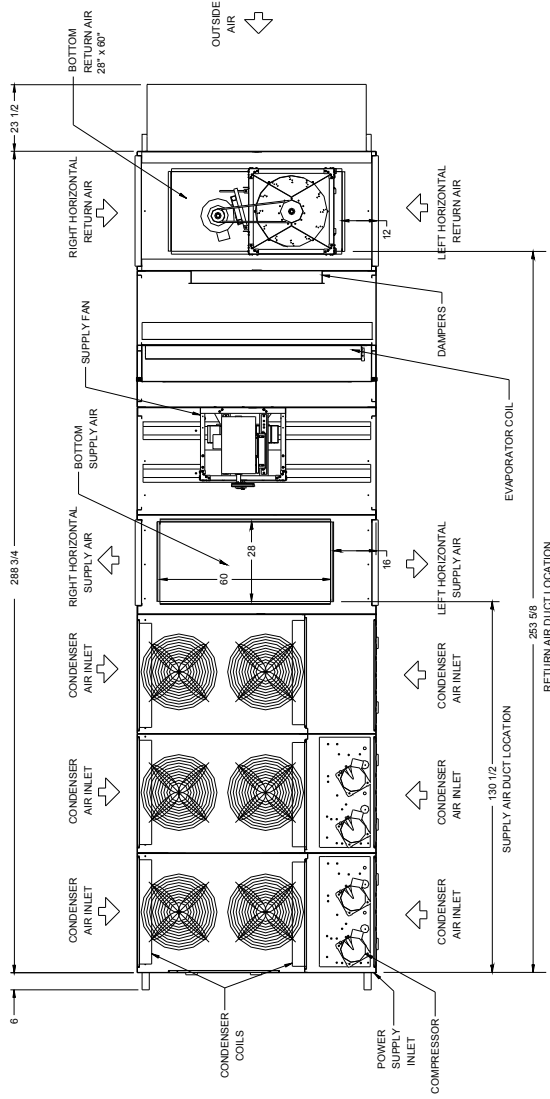 6
288 3/4
23 1/2
CONDENSER
AIR INLET
CONDENSER
AIR INLET
CONDENSER
AIR INLET
RIGHT HORIZONTAL
SUPPLY AIR
BOTTOM
SUPPLY AIR
SUPPLY FAN
RIGHT HORIZONTAL
RETURN AIR
BOTTOM
RETURN AIR
28" x 60"
OUTSIDE
AIR
60
28
16
12
CONDENSER
COILS
POWER
SUPPLY
INLET
COMPRESSOR
CONDENSER
AIR INLET
CONDENSER
AIR INLET
CONDENSER
AIR INLET
LEFT HORIZONTAL
SUPPLY AIR
EVAPORATOR COIL
DAMPERS
LEFT HORIZONTAL
RETURN AIR
130 1/2
SUPPLY AIR DUCT LOCATION
253 5/8
RETURN AIR DUCT LOCATION